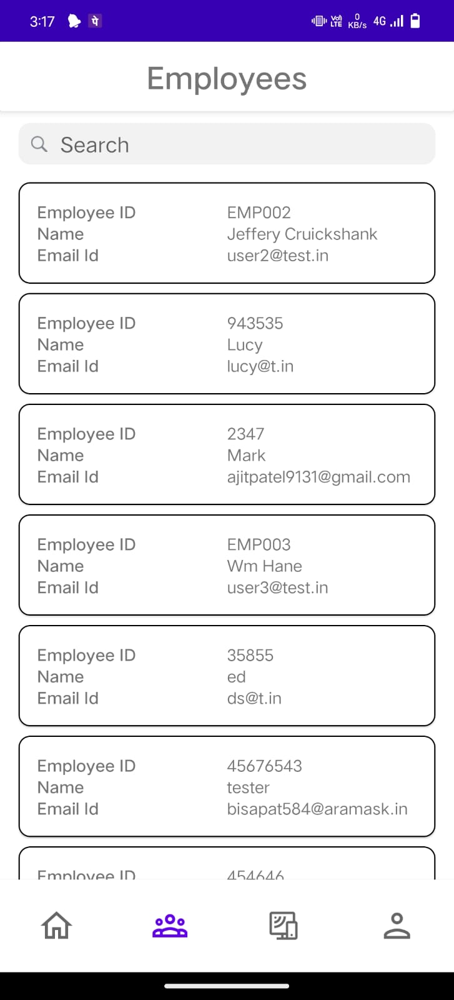 3:17 पे Vo) LTE 0 KB/s 4G
Employees
Search
Employee ID EMP002
Name Jeffery Cruickshank
Email Id user2@test.in
Employee ID 943535
Name Lucy
Email Id lucy@t.in
Employee ID 2347
Name Mark
Email Id ajitpatel9131@gmail.com
Employee ID EMP003
Name Wm Hane
Email Id user3@test.in
Employee ID 35855
Name ed
Email Id ds@t.in
Employee ID 45676543
Name tester
Email Id bisapat584@aramask.in
Employee ID 454646